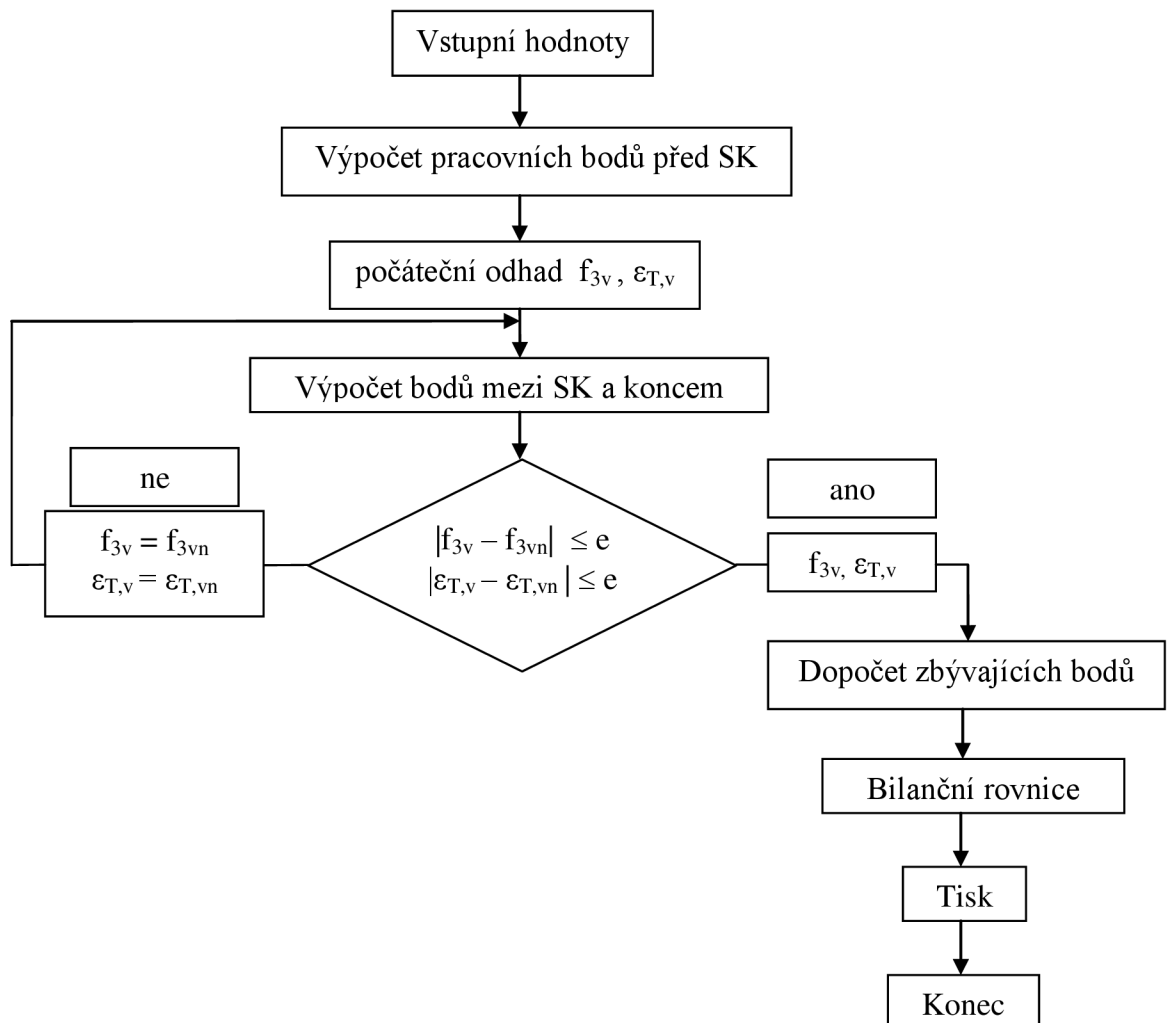 Vstupní hodnoty
Výpočet pracovních bodů před SK
počáteční odhad f3v , εT,v
Výpočet bodů mezi SK a koncem
ne
f3v = f3vn
εT,v = εT,vn
|f3v – f3vn| ≤ e
|εT,v – εT,vn | ≤ e
ano
f3v, εT,v
Dopočet zbývajících bodů
Bilanční rovnice
Tisk
Konec